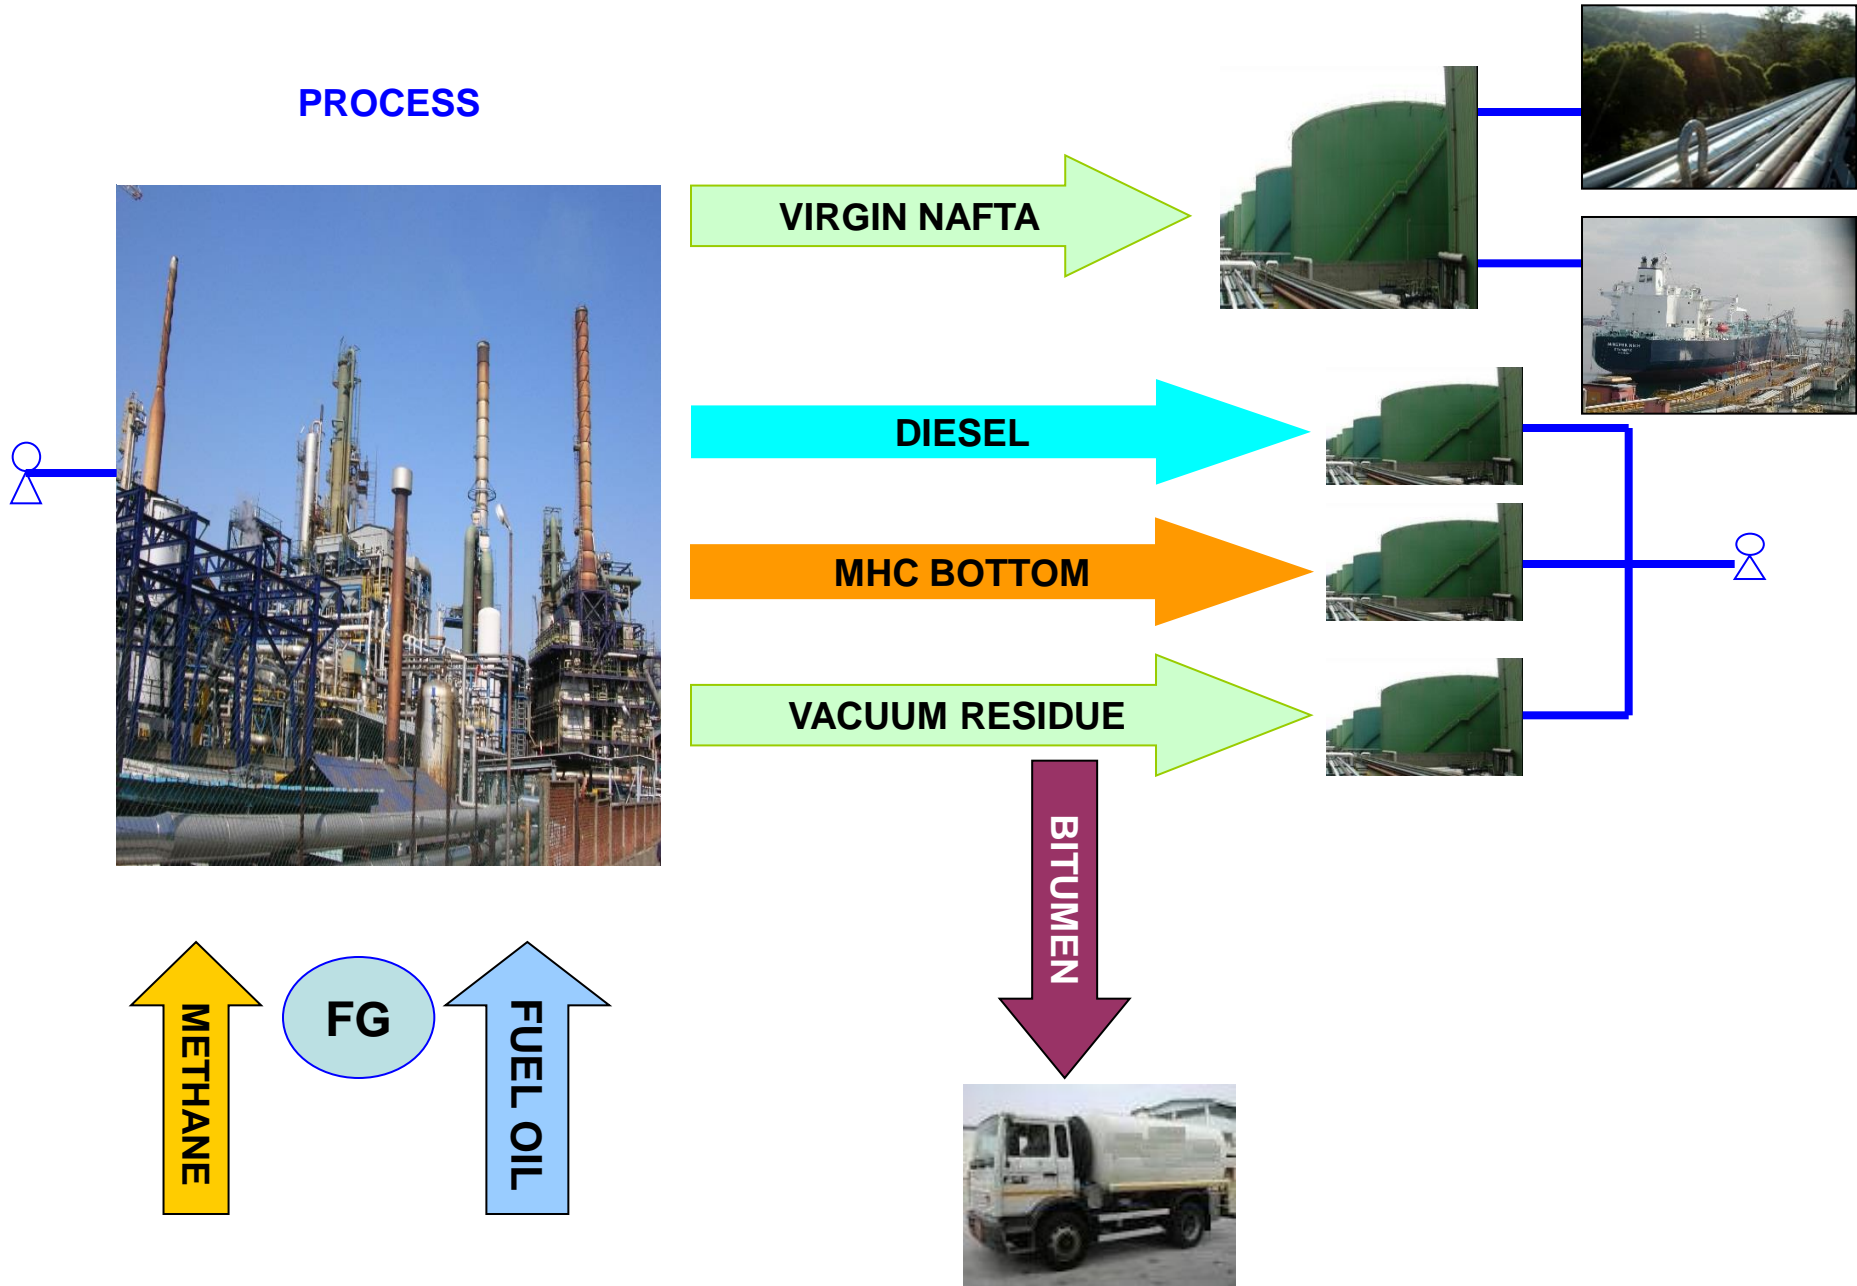 PROCESS
VIRGIN NAFTA
DIESEL
MHC BOTTOM
VACUUM RESIDUE
BITUMEN
METHANE
FG
FUEL OIL